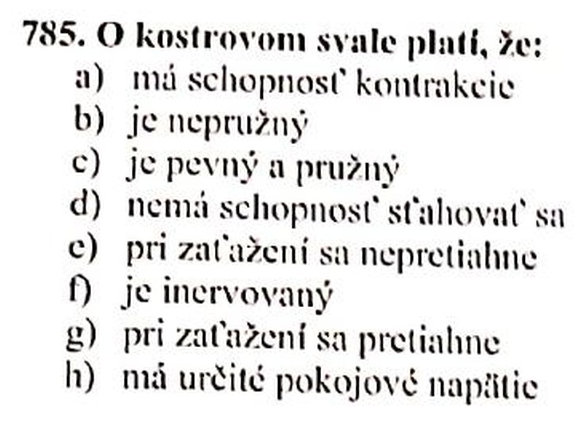 785. O kostrovom svale platí, že:
a) má schopnosť kontrakcie
b) je nepružný
c) je pevný a pružný
d) nemá schopnosť sťahovať sa
e) pri zaťažení sa nepretiahne
f) je inervovaný
g) pri zaťažení sa pretiahne
h) má určité pokojové napätie